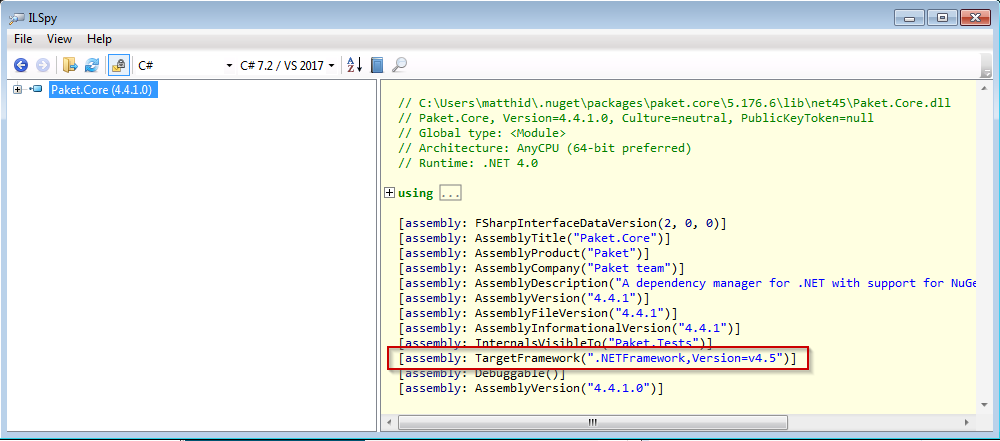 ILSpy
File View Help
C# C# 7.2 / VS 2017
Paket.Core (4.4.1.0)
// C:\Users\matthid\.nuget\packages\paket.core\5.176.6\lib\net45\Paket.Core.dll
// Paket.Core, Version=4.4.1.0, Culture=neutral, PublicKeyToken=null
// Global type: <Module>
// Architecture: AnyCPU (64-bit preferred)
// Runtime: .NET 4.0
using ...
[assembly: FSharpInterfaceDataVersion(2, 0, 0)]
[assembly: AssemblyTitle("Paket.Core")]
[assembly: AssemblyProduct("Paket")]
[assembly: AssemblyCompany("Paket team")]
[assembly: AssemblyDescription("A dependency manager for .NET with support for NuGe
[assembly: AssemblyVersion("4.4.1")]
[assembly: AssemblyFileVersion("4.4.1")]
[assembly: AssemblyInformationalVersion("4.4.1")]
[assembly: InternalsVisibleTo("Paket.Tests")]
[assembly: TargetFramework(".NETFramework,Version=v4.5")]
[assembly: Debuggable()]
[assembly: AssemblyVersion("4.4.1.0")]